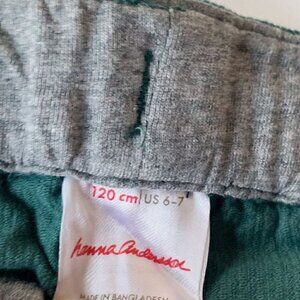 120 cm|US 6-7
hanna andersson
MADE IN BANGLADESH